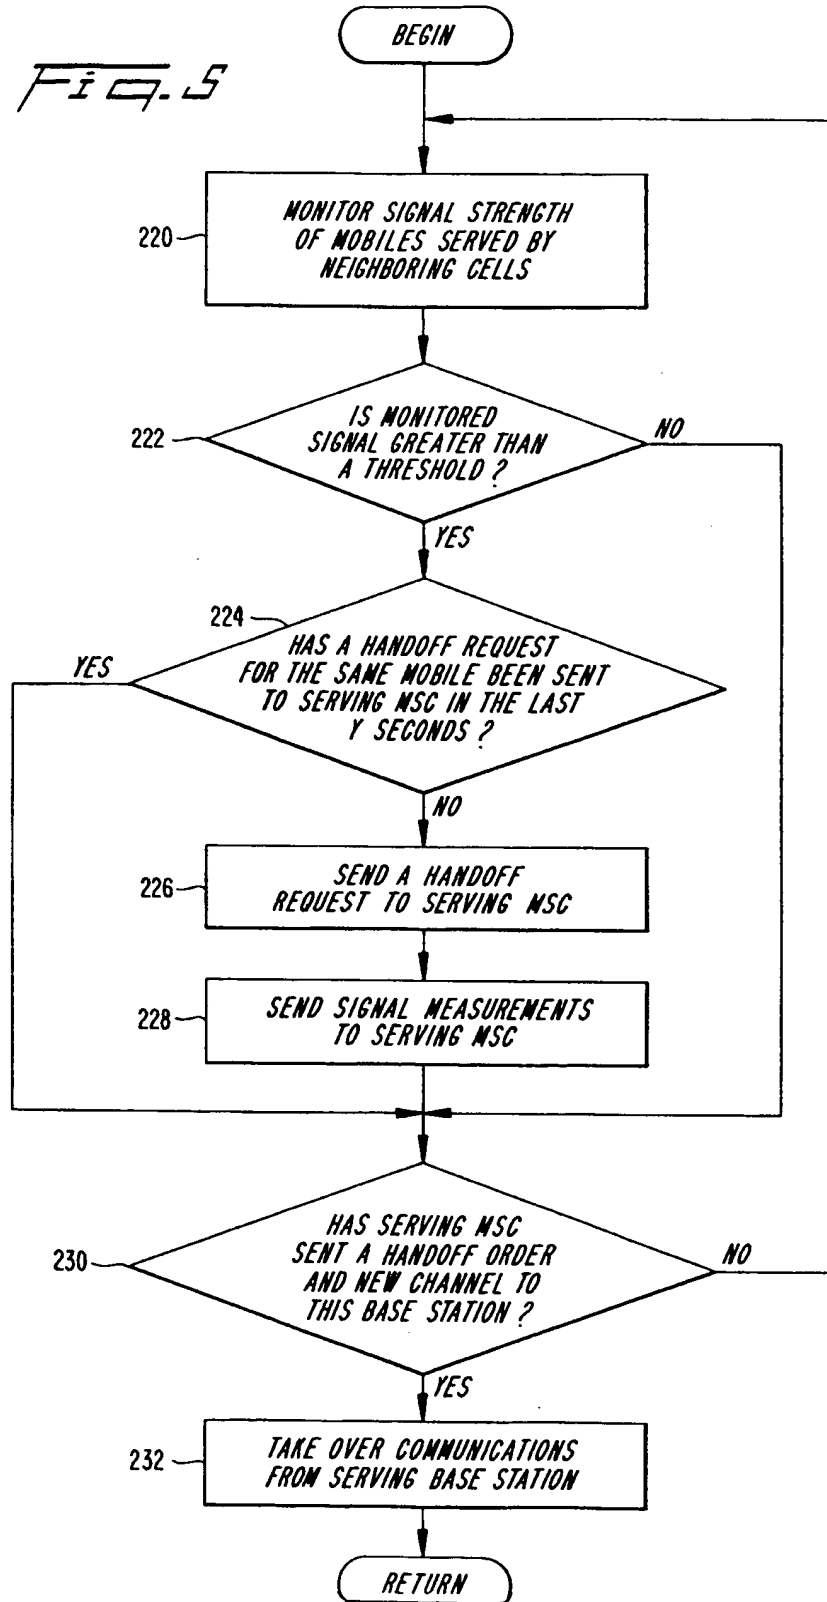 BEGIN
Fig. 5
220
MONITOR SIGNAL STRENGTH
OF MOBILES SERVED BY
NEIGHBORING CELLS
222
IS MONITORED
SIGNAL GREATER THAN
A THRESHOLD ?
NO
YES
224
HAS A HANDOFF REQUEST
FOR THE SAME MOBILE BEEN SENT
TO SERVING MSC IN THE LAST
Y SECONDS ?
YES
NO
226
SEND A HANDOFF
REQUEST TO SERVING MSC
228
SEND SIGNAL MEASUREMENTS
TO SERVING MSC
230
HAS SERVING MSC
SENT A HANDOFF ORDER
AND NEW CHANNEL TO
THIS BASE STATION ?
NO
YES
232
TAKE OVER COMMUNICATIONS
FROM SERVING BASE STATION
RETURN